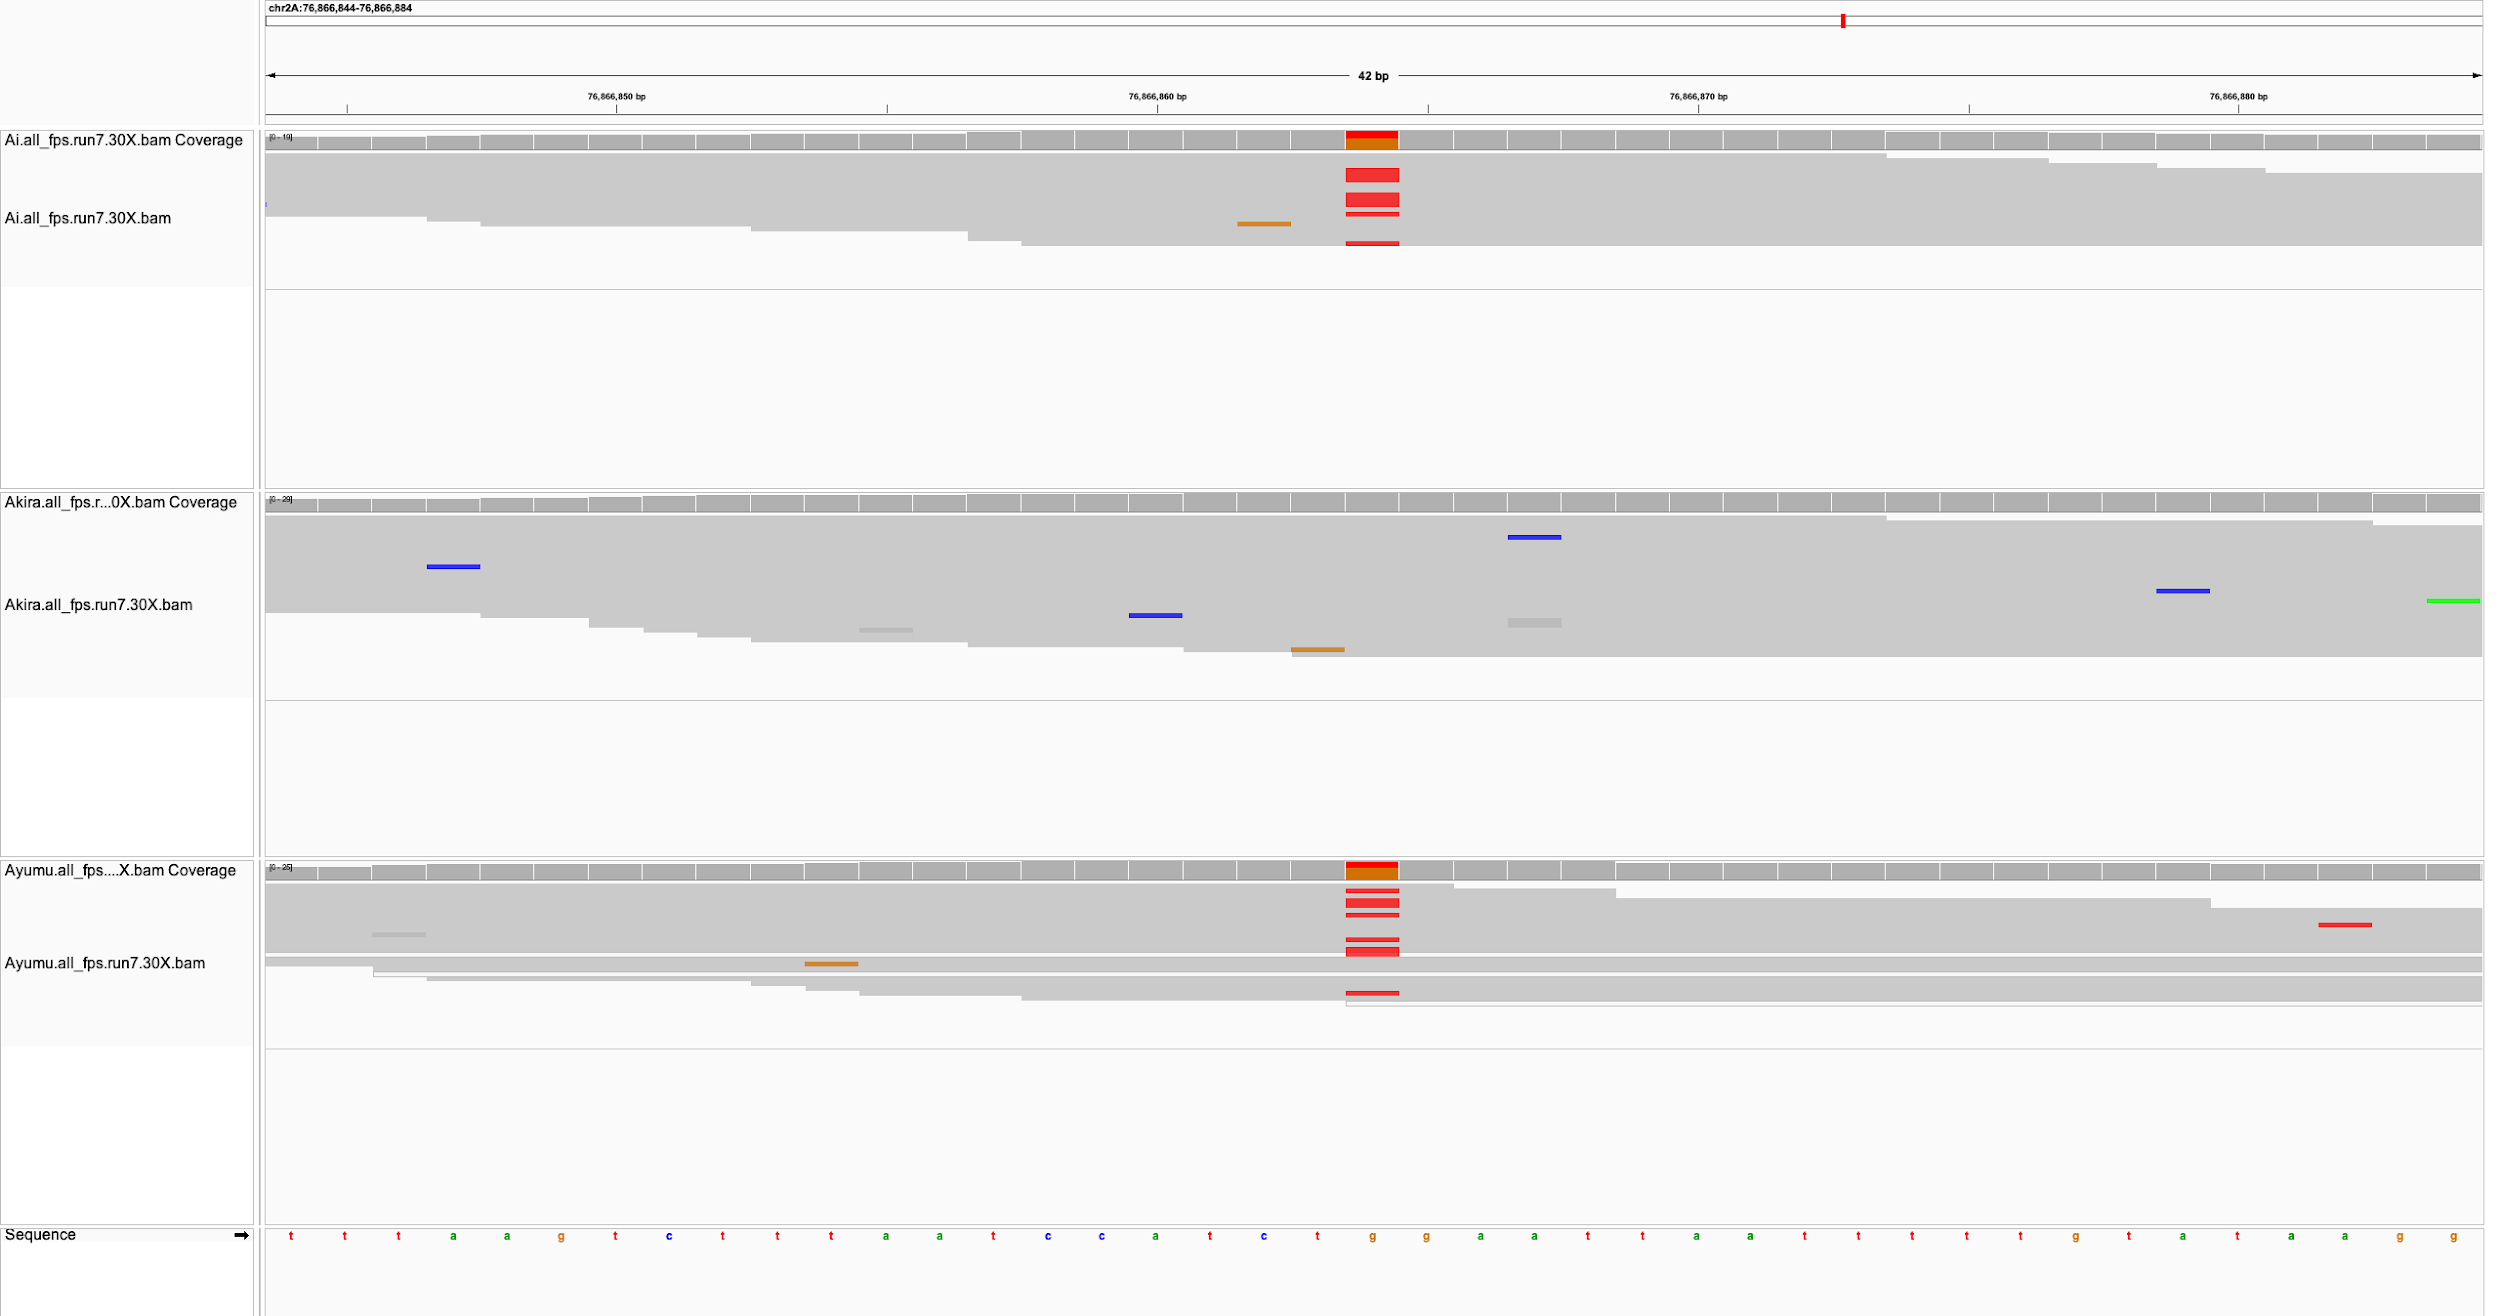 chr2A:76,866,844-76,866,884
42 bp
76,866,850 bp 76,866,860 bp 76,866,870 bp 76,866,880 bp
Ai.all_fps.run7.30X.bam Coverage [0 - 19]
Ai.all_fps.run7.30X.bam
Akira.all_fps.r...0X.bam Coverage [0 - 29]
Akira.all_fps.run7.30X.bam
Ayumu.all_fps....X.bam Coverage [0 - 25]
Ayumu.all_fps.run7.30X.bam
Sequence t t t a a g t c t t t a a t c c a t c t g g a a t t a a t t t t t g t a t a a g g